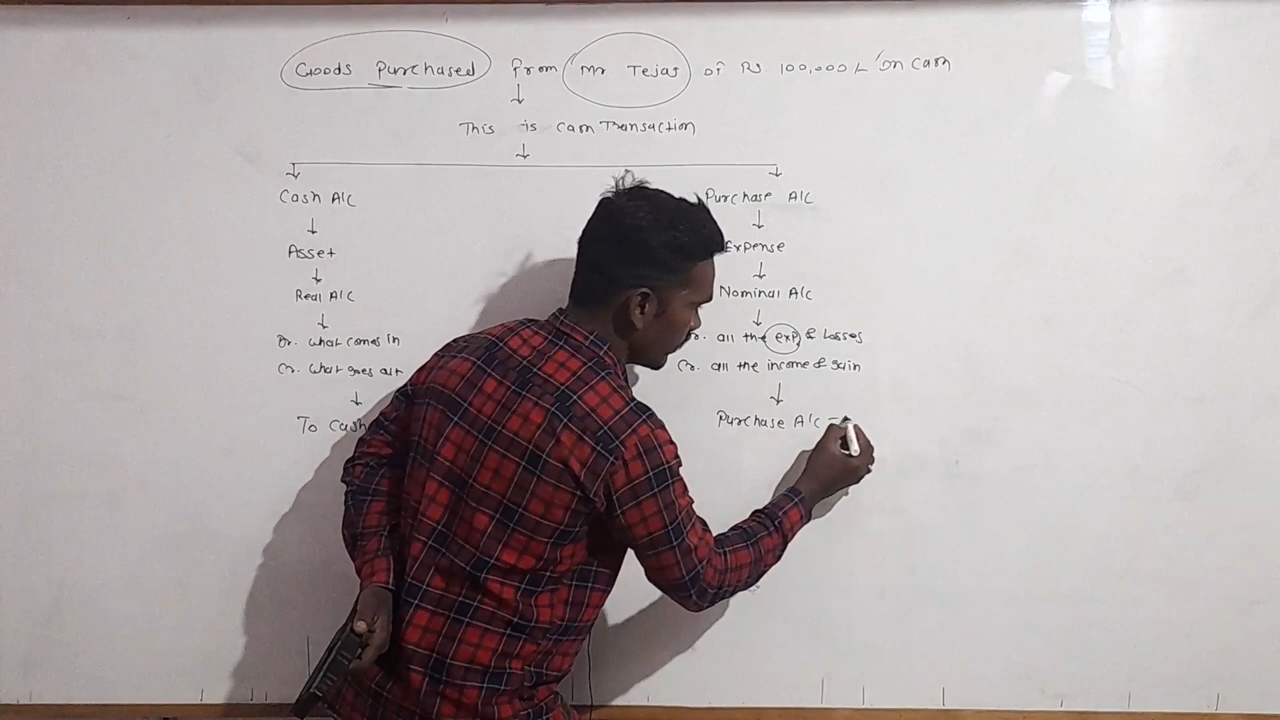 Goods Purchased from "Mr Tejas" of Rs 100,000/- 'on cash
This is cash Transaction
Cash A/c
Purchase A/c
Asset
Expense
Real A/c
Nominal A/c
Dr. what comes in
r. all the exp & Losses
Cr. what goes out
Cr. all the income & gain
To Cash
Purchase A/c -